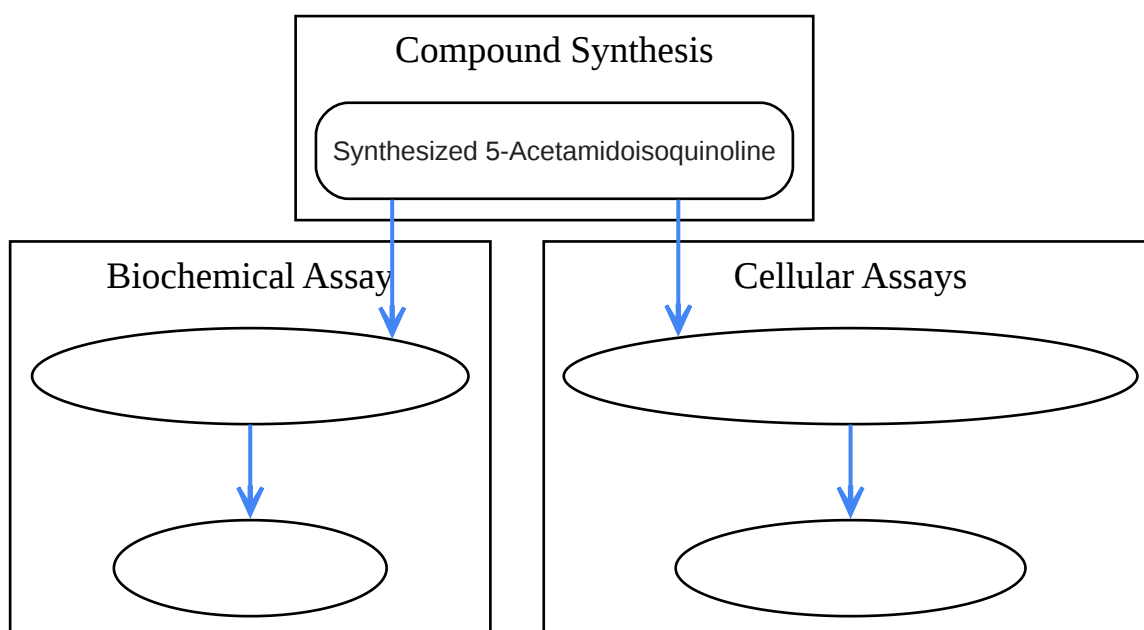 Compound Synthesis
Synthesized 5-Acetamidoisoquinoline
Biochemical Assay
Cellular Assays